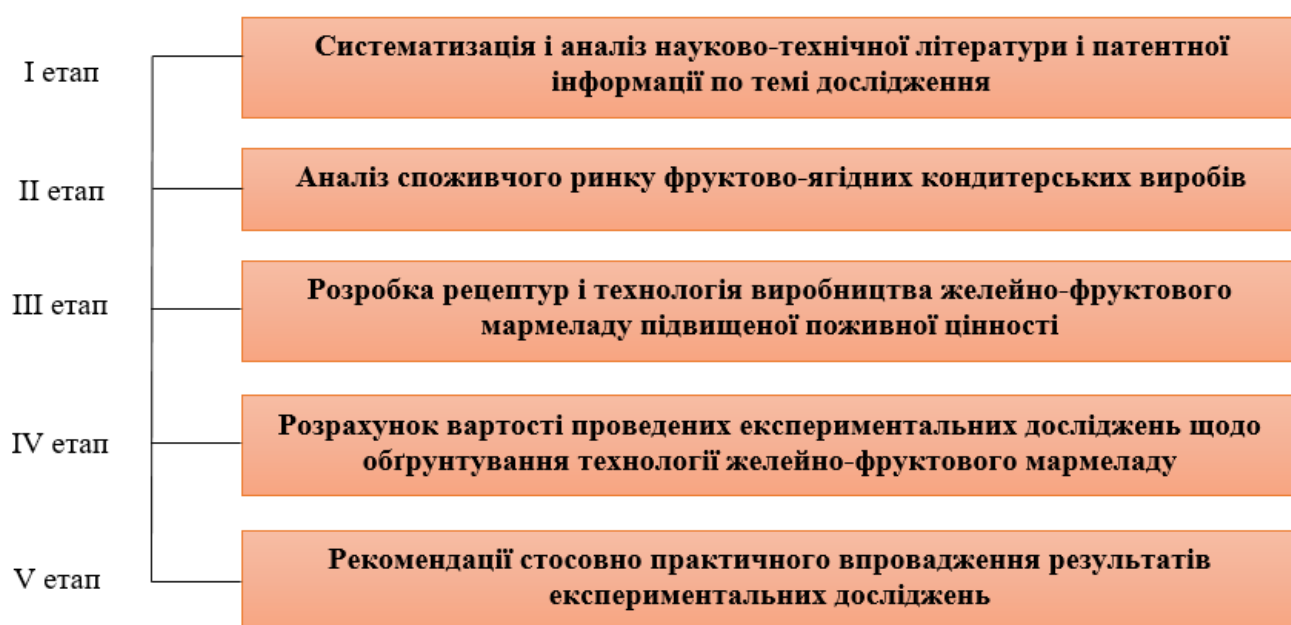 I етап
Систематизація і аналіз науково-технічної літератури і патентної
інформації по темі дослідження
II етап
Аналіз споживчого ринку фруктово-ягідних кондитерських виробів
III етап
Розробка рецептур і технологія виробництва желейно-фруктового
мармеладу підвищеної поживної цінності
IV етап
Розрахунок вартості проведених експериментальних досліджень щодо
обґрунтування технології желейно-фруктового мармеладу
V етап
Рекомендації стосовно практичного впровадження результатів
експериментальних досліджень